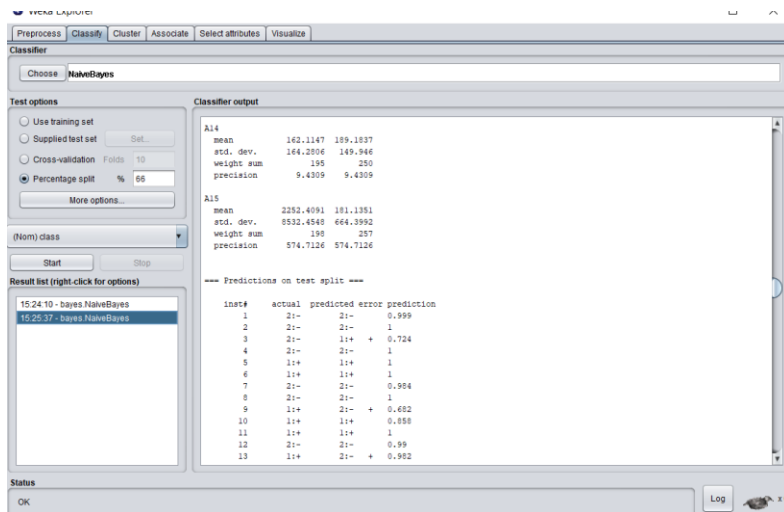 Weka Explorer
Preprocess Classify Cluster Associate Select attributes Visualize
Classifier
Choose NaiveBayes
Test options
Use training set
Supplied test set Set...
Cross-validation Folds 10
Percentage split % 66
More options...
(Nom) class
Start Stop
Result list (right-click for options)
15:24:10 - bayes.NaiveBayes
15:25:37 - bayes.NaiveBayes
Classifier output
A14
mean 162.1147 189.1837
std. dev. 164.2806 149.946
weight sum 195 250
precision 9.4309 9.4309
A15
mean 2252.4091 181.1351
std. dev. 8532.4548 664.3992
weight sum 198 257
precision 574.7126 574.7126
=== Predictions on test split ===
inst# actual predicted error prediction
1 2:- 2:- 0.999
2 2:- 2:- 1
3 2:- 1:+ + 0.724
4 2:- 2:- 1
5 1:+ 1:+ 1
6 1:+ 1:+ 1
7 2:- 2:- 0.984
8 2:- 2:- 1
9 1:+ 2:- + 0.682
10 1:+ 1:+ 0.858
11 1:+ 1:+ 1
12 2:- 2:- 0.99
13 1:+ 2:- + 0.982
Status
OK
Log
x